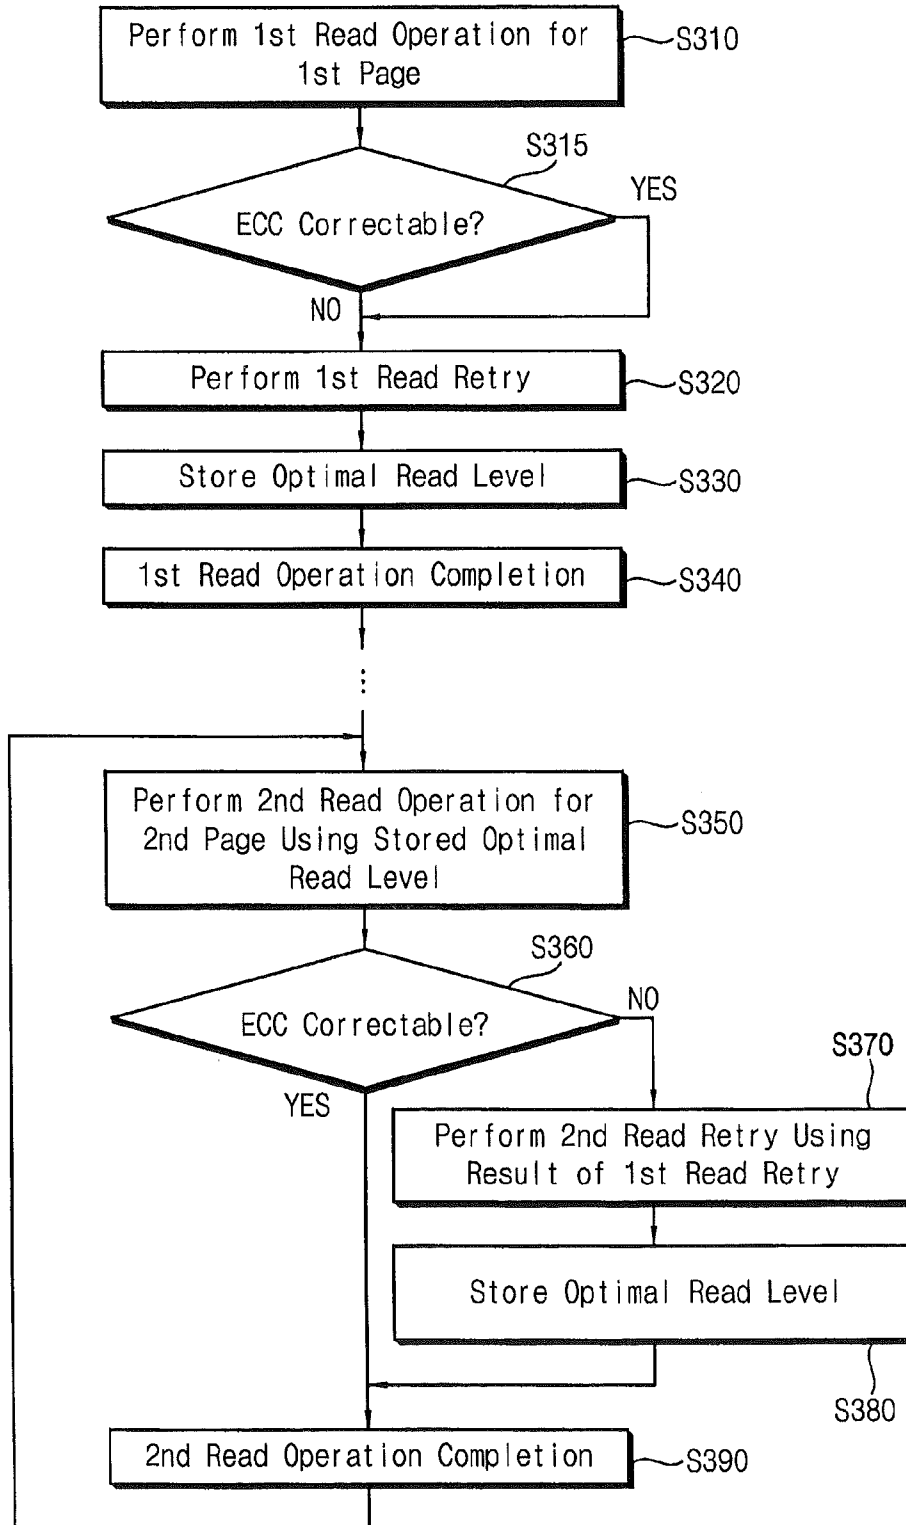 Perform 1st Read Operation for
1st Page
S310
S315
ECC Correctable?
YES
NO
Perform 1st Read Retry
S320
Store Optimal Read Level
S330
1st Read Operation Completion
S340
Perform 2nd Read Operation for
2nd Page Using Stored Optimal
Read Level
S350
S360
ECC Correctable?
NO
YES
S370
Perform 2nd Read Retry Using
Result of 1st Read Retry
Store Optimal Read Level
S380
2nd Read Operation Completion
S390